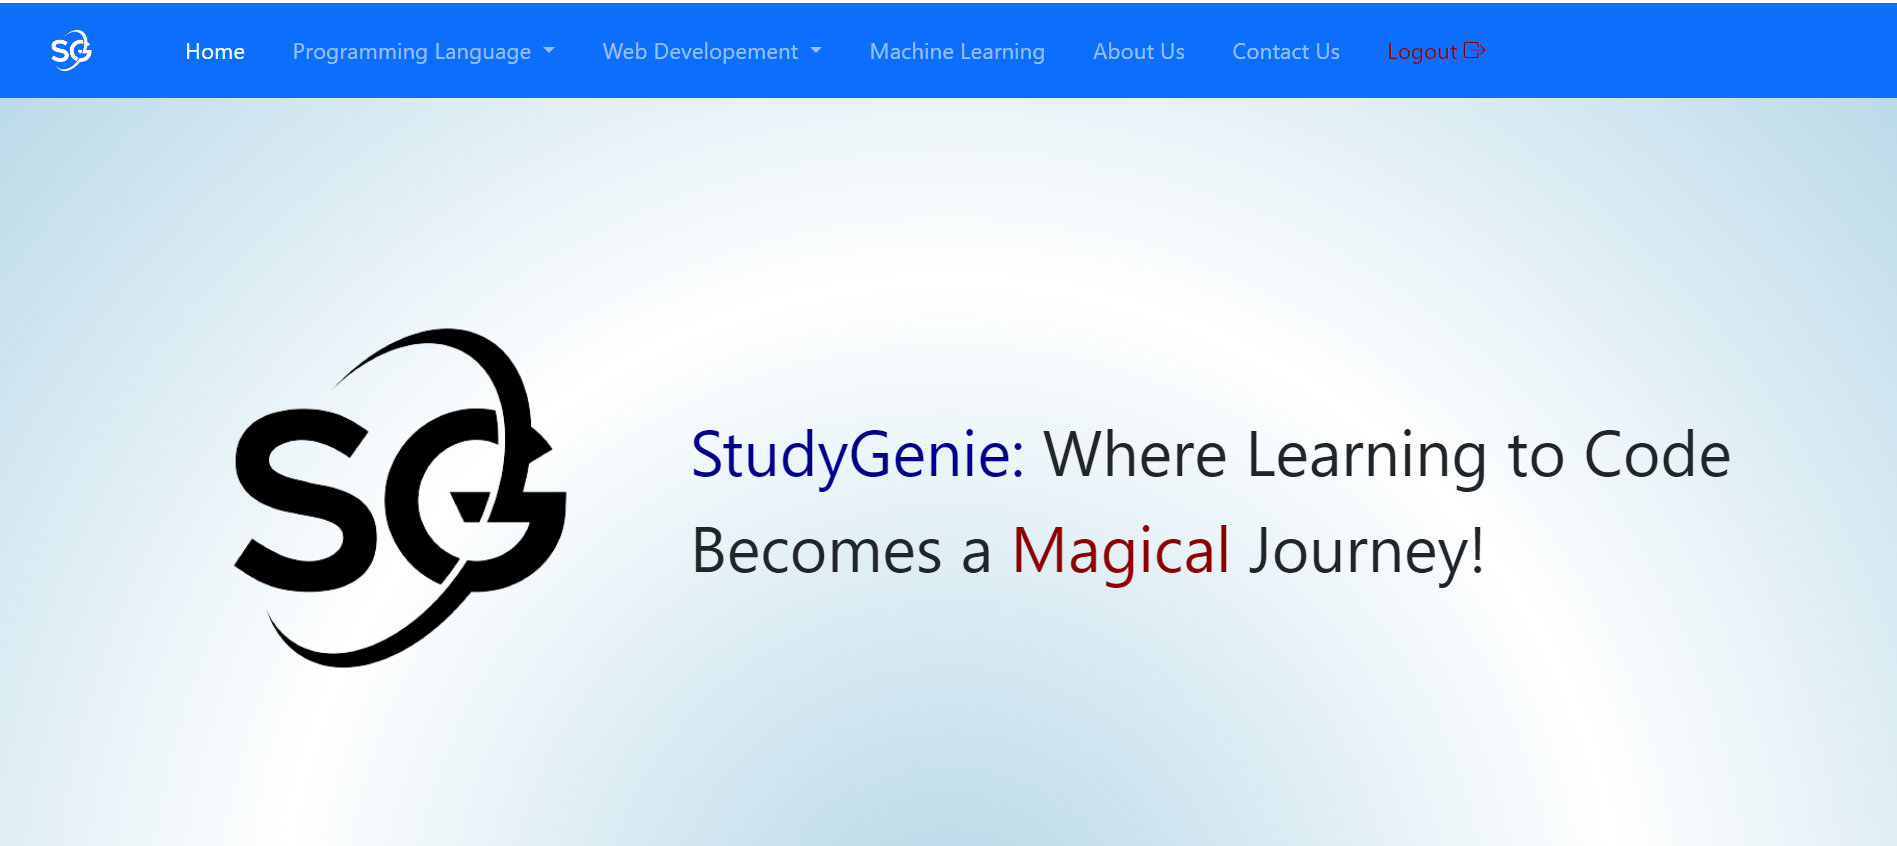 SG Home Programming Language Web Developement Machine Learning About Us Contact Us Logout
SG
StudyGenie: Where Learning to Code
Becomes a Magical Journey!